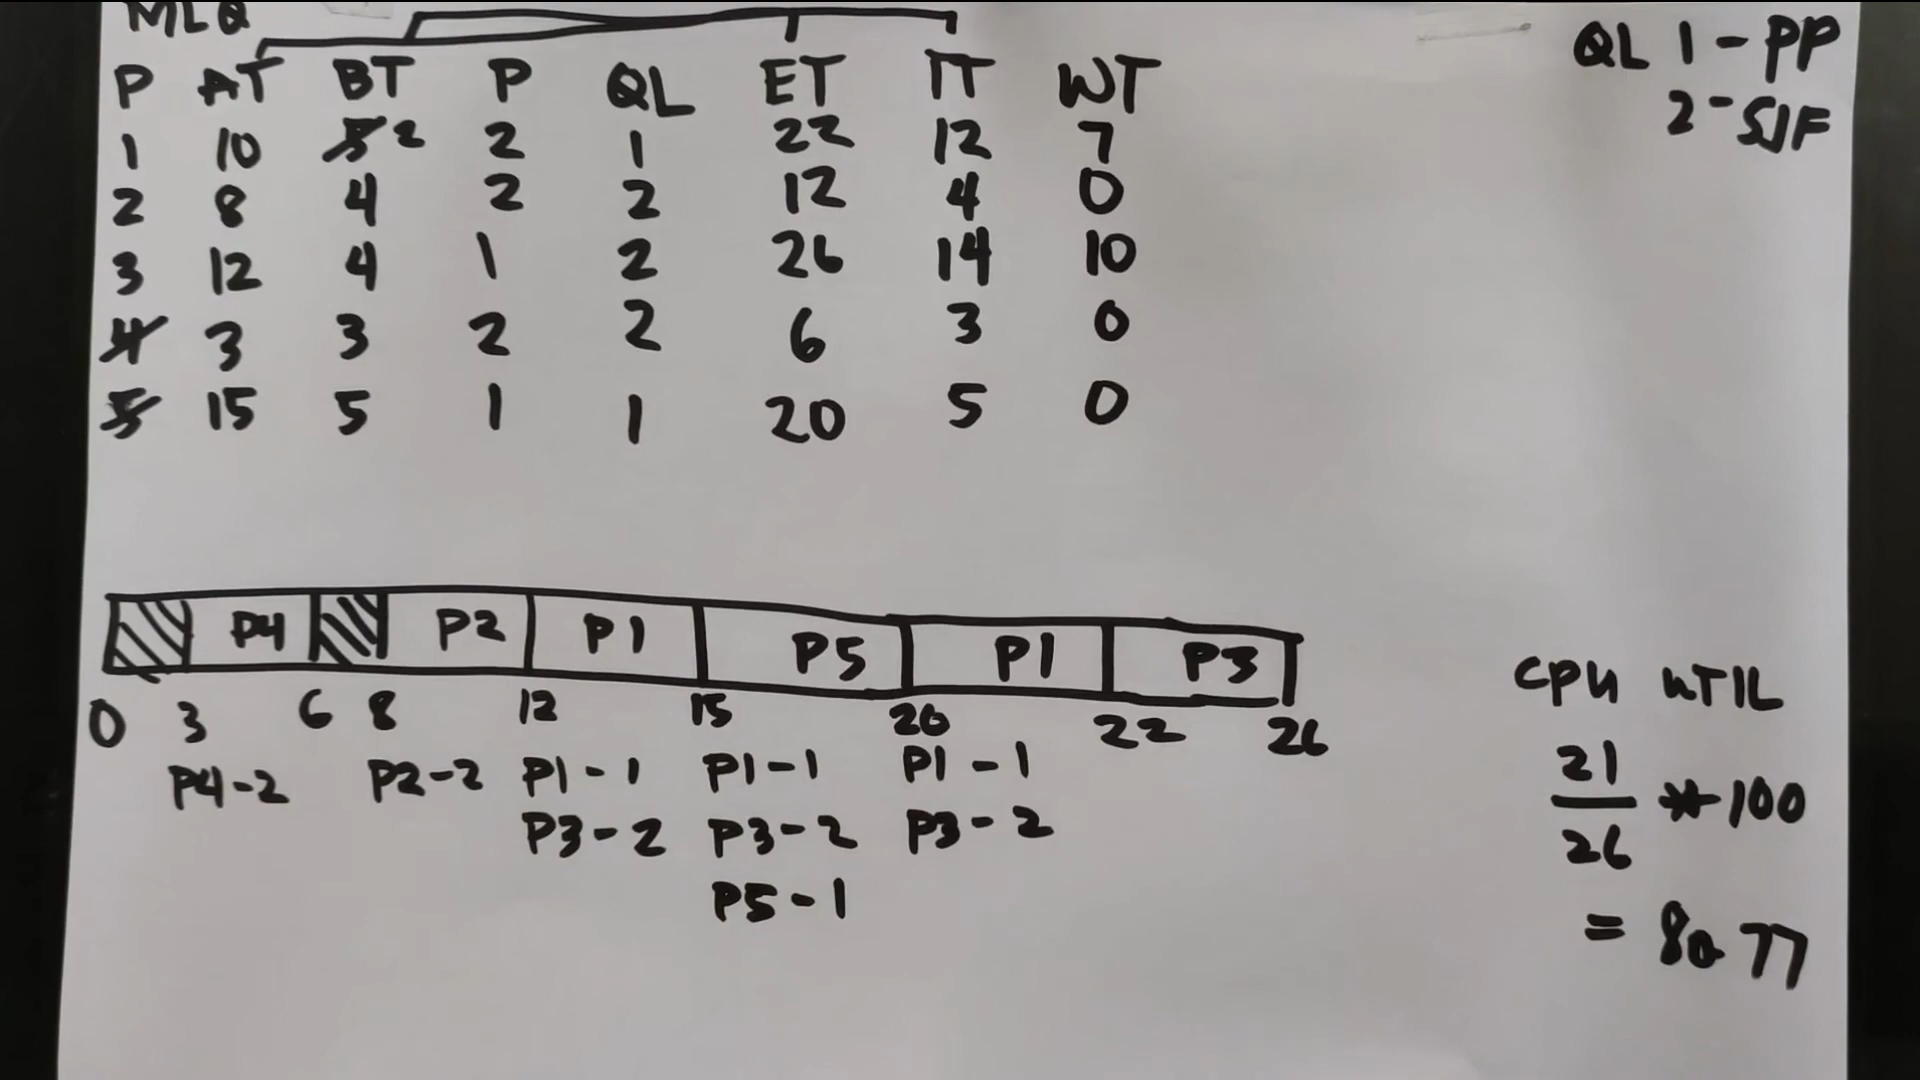 MLQ
QL 1 - PP
2 - SJF
P AT BT P QL ET TT WT
1 10 5 2 2 1 22 12 7
2 8 4 2 2 12 4 0
3 12 4 1 2 26 14 10
4 3 3 2 2 6 3 0
5 15 5 1 1 20 5 0
P4 P2 P1 P5 P1 P3
0 3 6 8 12 15 20 22 26
P4-2 P2-2 P1-1 P1-1 P1-1
P3-2 P3-2 P3-2
P5-1
CPU UTIL
21
26
* 100
= 80.77